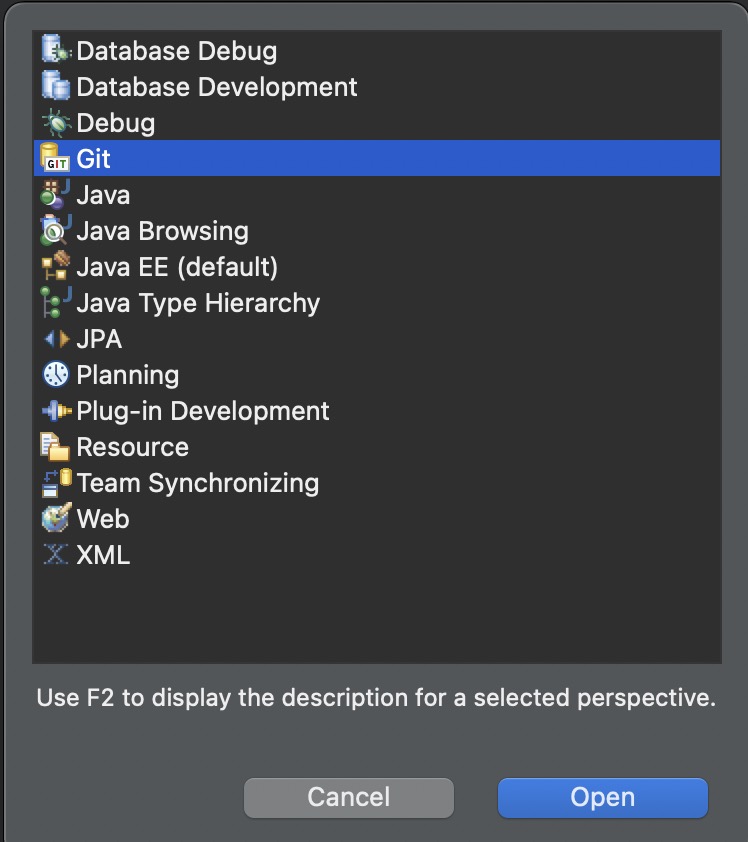 Database Debug
Database Development
Debug
GIT Git
Java
Java Browsing
Java EE (default)
Java Type Hierarchy
JPA
Planning
Plug-in Development
Resource
Team Synchronizing
Web
XML
Use F2 to display the description for a selected perspective.
Cancel Open